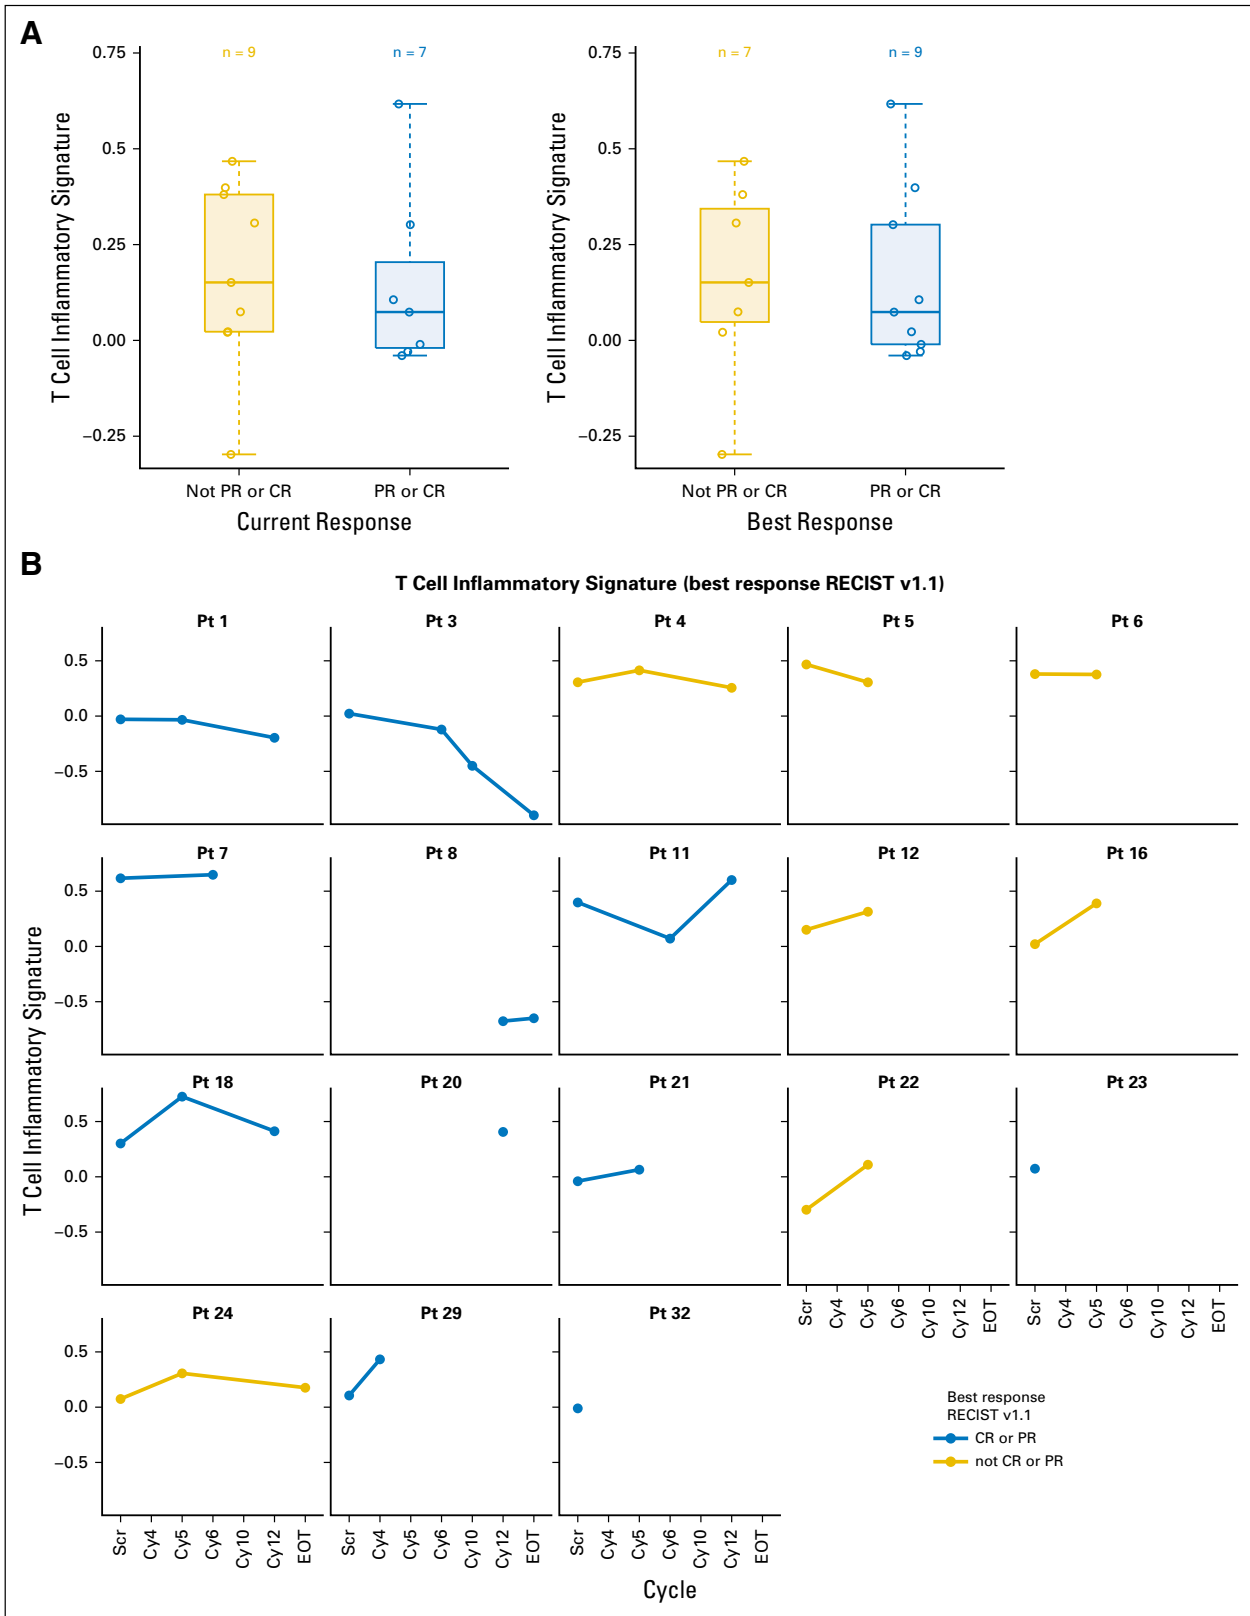 A
T Cell Inflammatory Signature
0.75
0.5
0.25
0.00
−0.25
n = 9
n = 7
Not PR or CR
PR or CR
Current Response
T Cell Inflammatory Signature
0.75
0.5
0.25
0.00
−0.25
n = 7
n = 9
Not PR or CR
PR or CR
Best Response
B
T Cell Inflammatory Signature (best response RECIST v1.1)
T Cell Inflammatory Signature
Pt 1
Pt 3
Pt 4
Pt 5
Pt 6
0.5
0.0
−0.5
Pt 7
Pt 8
Pt 11
Pt 12
Pt 16
0.5
0.0
−0.5
Pt 18
Pt 20
Pt 21
Pt 22
Pt 23
0.5
0.0
−0.5
Scr
Cy4
Cy5
Cy6
Cy10
Cy12
EOT
Scr
Cy4
Cy5
Cy6
Cy10
Cy12
EOT
Pt 24
Pt 29
Pt 32
0.5
0.0
−0.5
Scr
Cy4
Cy5
Cy6
Cy10
Cy12
EOT
Scr
Cy4
Cy5
Cy6
Cy10
Cy12
EOT
Scr
Cy4
Cy5
Cy6
Cy10
Cy12
EOT
Cycle
Best response
RECIST v1.1
CR or PR
not CR or PR